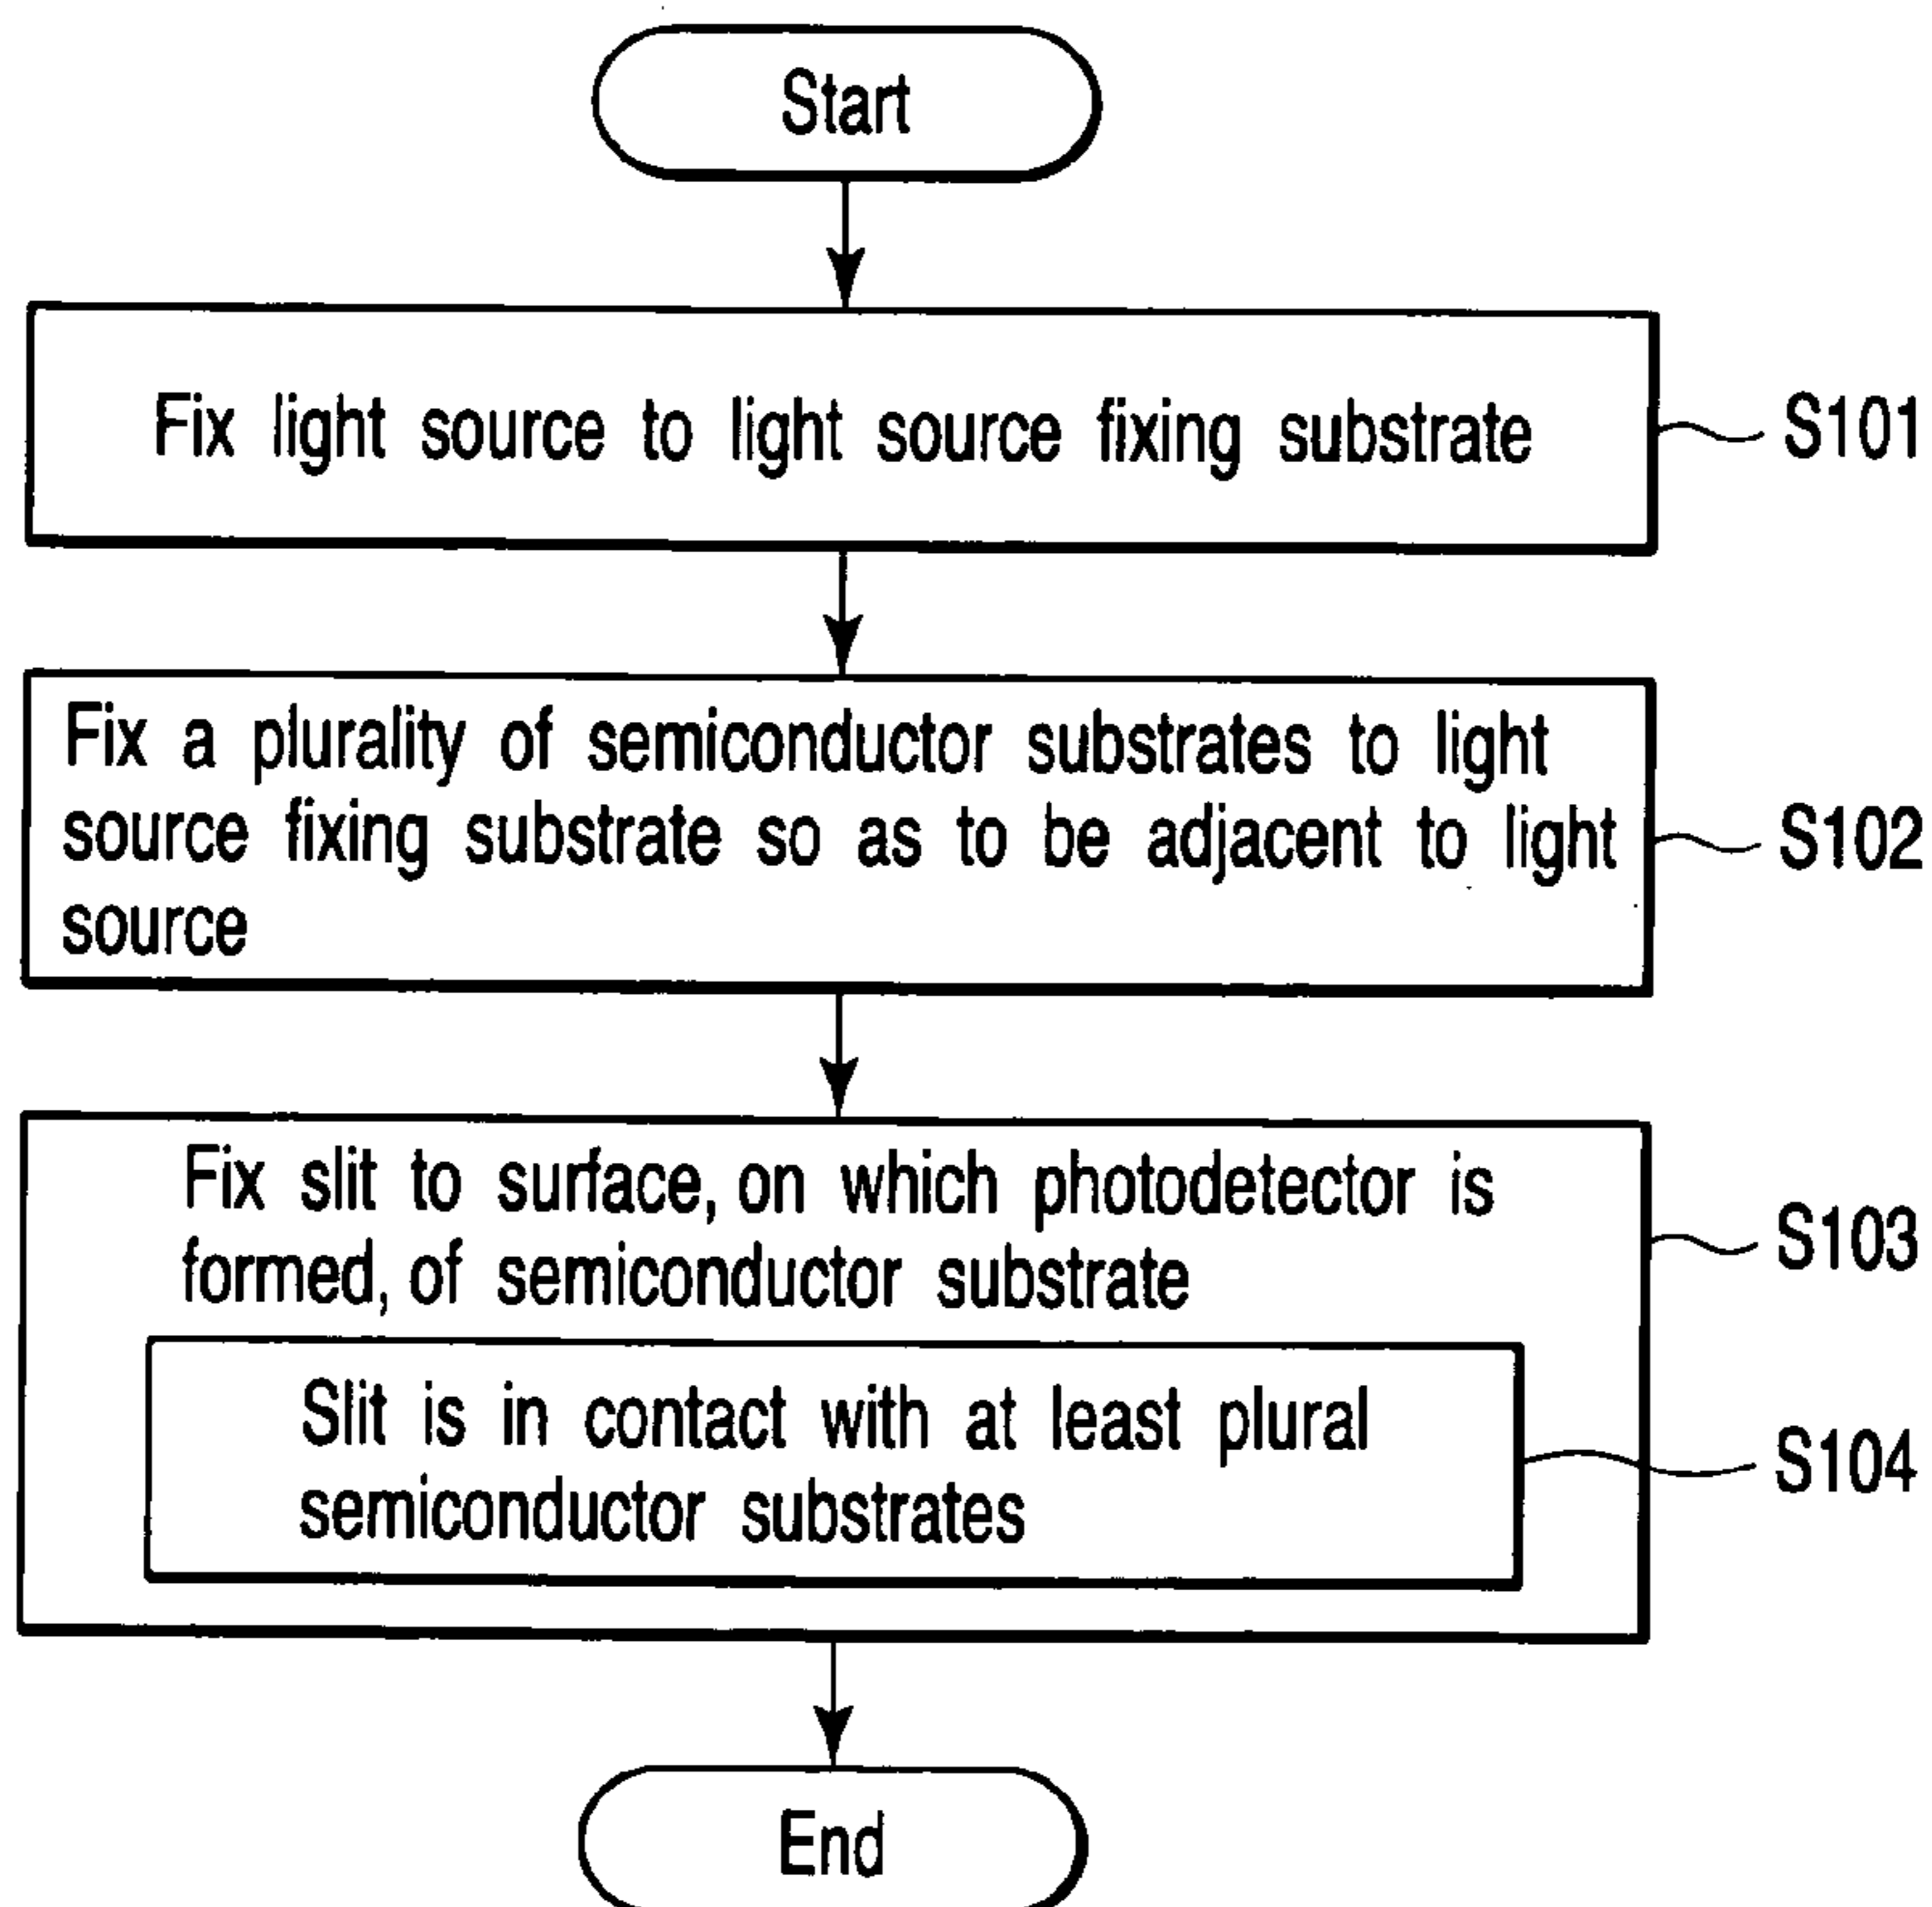 Start
Fix light source to light source fixing substrate
S101
Fix a plurality of semiconductor substrates to light
source fixing substrate so as to be adjacent to light
source
S102
Fix slit to surface, on which photodetector is
formed, of semiconductor substrate
S103
Slit is in contact with at least plural
semiconductor substrates
S104
End